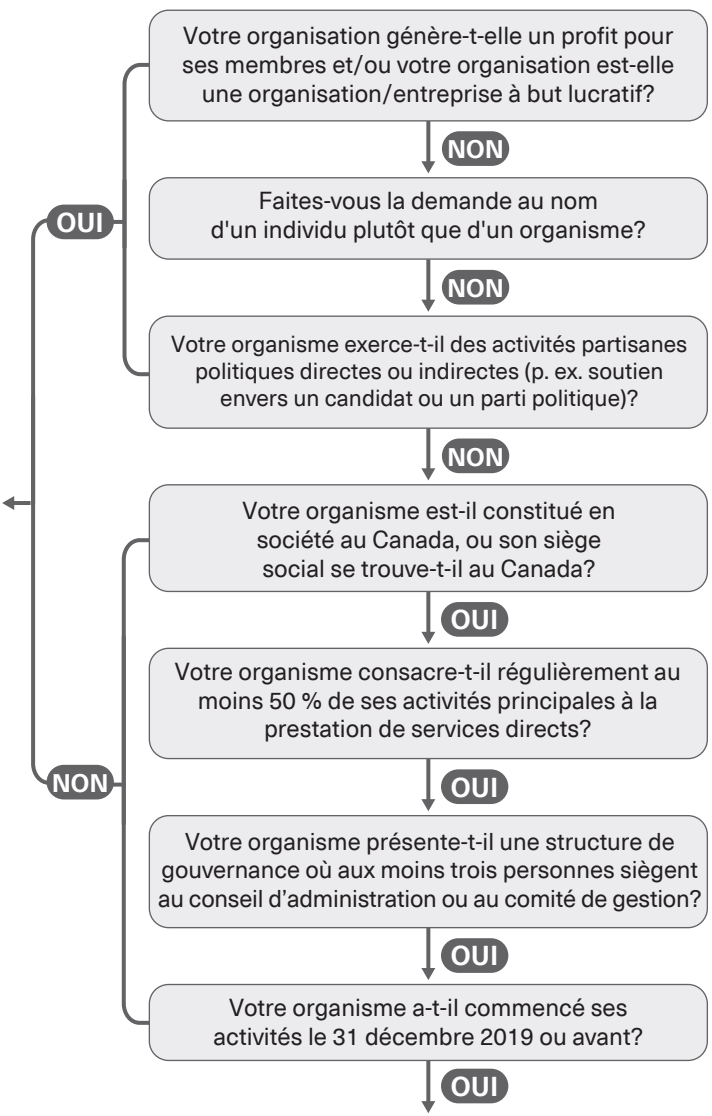 Votre organisation génère-t-elle un profit pour
ses membres et/ou votre organisation est-elle
une organisation/entreprise à but lucratif?
NON
OUI
Faites-vous la demande au nom
d'un individu plutôt que d'un organisme?
NON
Votre organisme exerce-t-il des activités partisanes
politiques directes ou indirectes (p. ex. soutien
envers un candidat ou un parti politique)?
NON
Votre organisme est-il constitué en
société au Canada, ou son siège
social se trouve-t-il au Canada?
OUI
Votre organisme consacre-t-il régulièrement au
moins 50 % de ses activités principales à la
prestation de services directs?
NON
OUI
Votre organisme présente-t-il une structure de
gouvernance où aux moins trois personnes siègent
au conseil d’administration ou au comité de gestion?
OUI
Votre organisme a-t-il commencé ses
activités le 31 décembre 2019 ou avant?
OUI